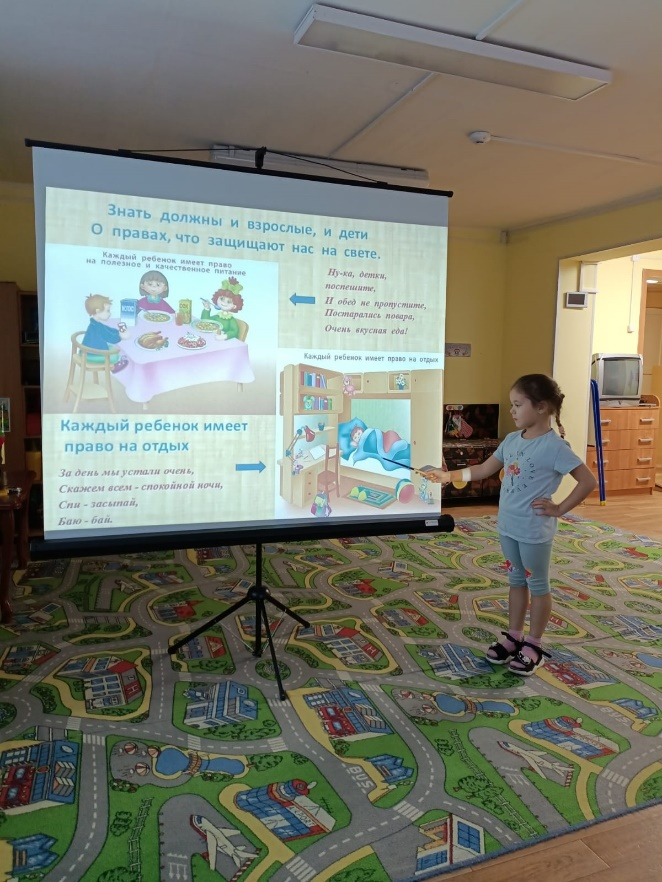 Знать должны и взрослые, и дети
О правах, что защищают нас на свете.
Каждый ребенок имеет право
на полезное и качественное питание
Ну-ка, детки,
поспешите,
И обед не пропустите,
Постарались повара,
Очень вкусная еда!
Каждый ребенок имеет право на отдых
Каждый ребенок имеет
право на отдых
За день мы устали очень,
Скажем всем - спокойной ночи,
Спи - засыпай,
Баю - бай.
BUS